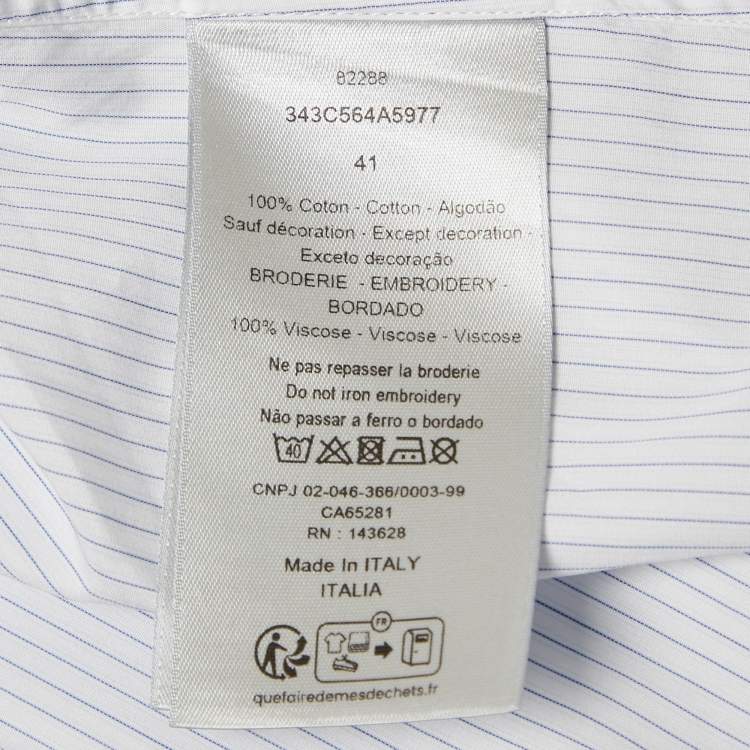 82288
343C564A5977
41
100% Coton - Cotton - Algodão
Sauf décoration - Except decoration -
Exceto decoração
BRODERIE - EMBROIDERY -
BORDADO
100% Viscose - Viscose - Viscose
Ne pas repasser la broderie
Do not iron embroidery
Não passar a ferro o bordado
40
CNPJ 02-046-366/0003-99
CA65281
RN : 143628
Made In ITALY
ITALIA
FR
quefairedemesdechets.fr